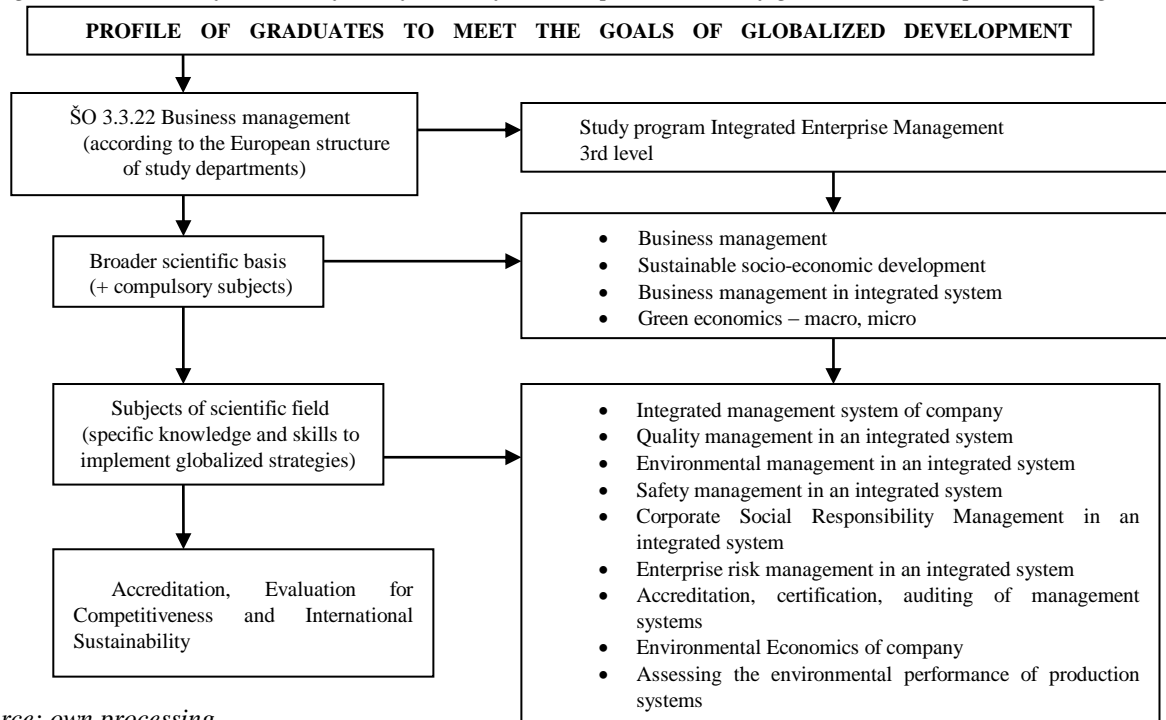 PROFILE OF GRADUATES TO MEET THE GOALS OF GLOBALIZED DEVELOPMENT
ŠO 3.3.22 Business management
(according to the European structure
of study departments)
Study program Integrated Enterprise Management
3rd level
Broader scientific basis
(+ compulsory subjects)
• Business management
• Sustainable socio-economic development
• Business management in integrated system
• Green economics – macro, micro
Subjects of scientific field
(specific knowledge and skills to
implement globalized strategies)
• Integrated management system of company
• Quality management in an integrated system
• Environmental management in an integrated system
• Safety management in an integrated system
• Corporate Social Responsibility Management in an
integrated system
• Enterprise risk management in an integrated system
• Accreditation, certification, auditing of management
systems
• Environmental Economics of company
• Assessing the environmental performance of production
systems
Accreditation, Evaluation for
Competitiveness and International
Sustainability
own processing